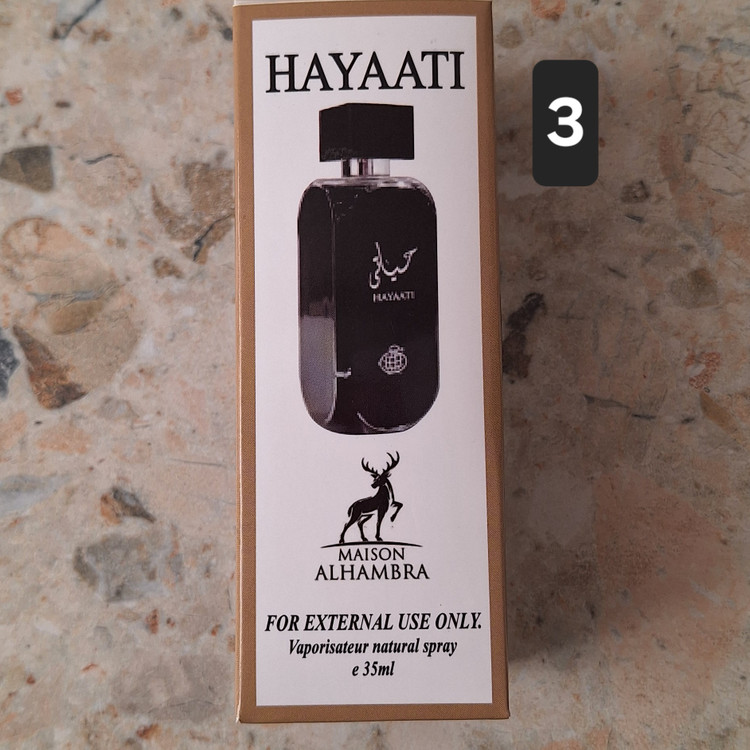 HAYAATI
3
حياتي
HAYAATI
MAISON
ALHAMBRA
FOR EXTERNAL USE ONLY.
Vaporisateur natural spray
e 35ml